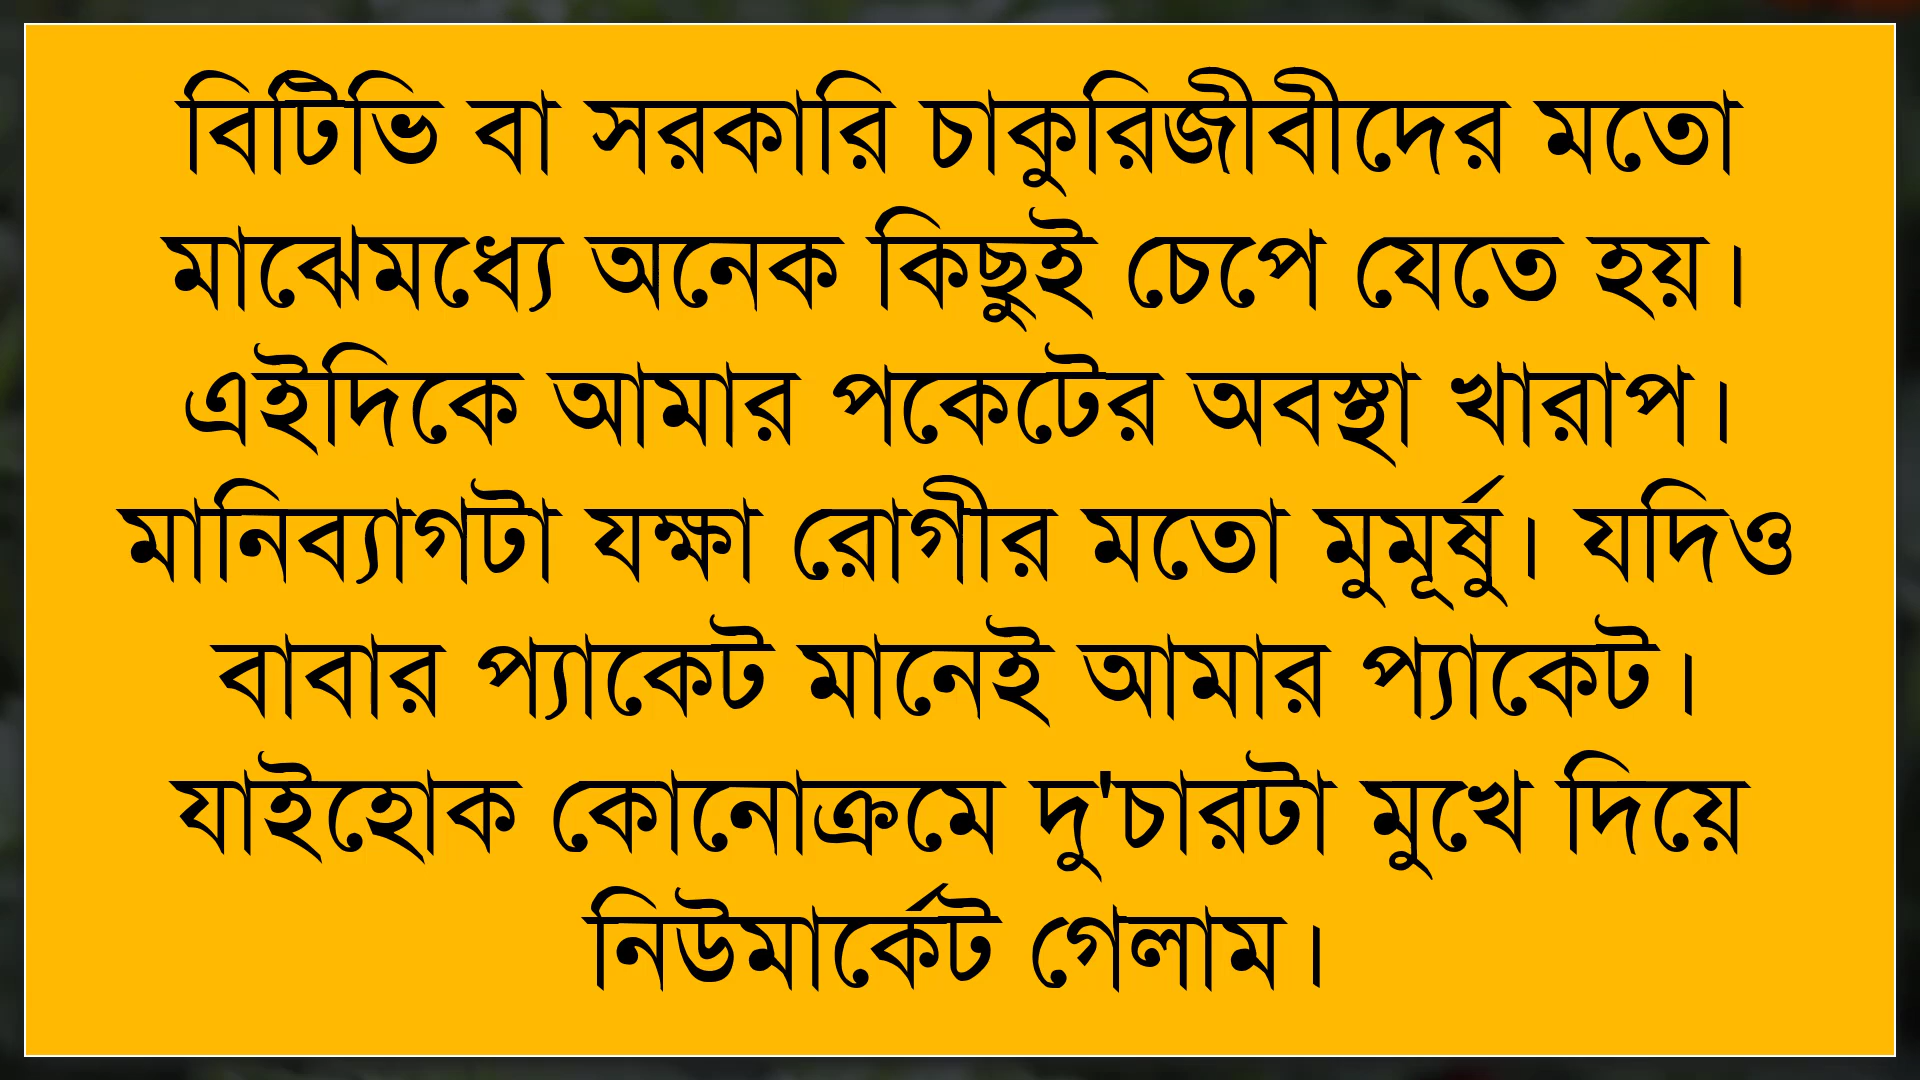 বিটিভি বা সরকারি চাকুরিজীবীদের মতো
মাঝেমধ্যে অনেক কিছুই চেপে যেতে হয়।
এইদিকে আমার পকেটের অবস্থা খারাপ।
মানিব্যাগটা যক্ষা রোগীর মতো মুমূর্ষু। যদিও
বাবার প্যাকেট মানেই আমার প্যাকেট।
যাইহোক কোনোক্রমে দু'চারটা মুখে দিয়ে
নিউমার্কেট গেলাম।